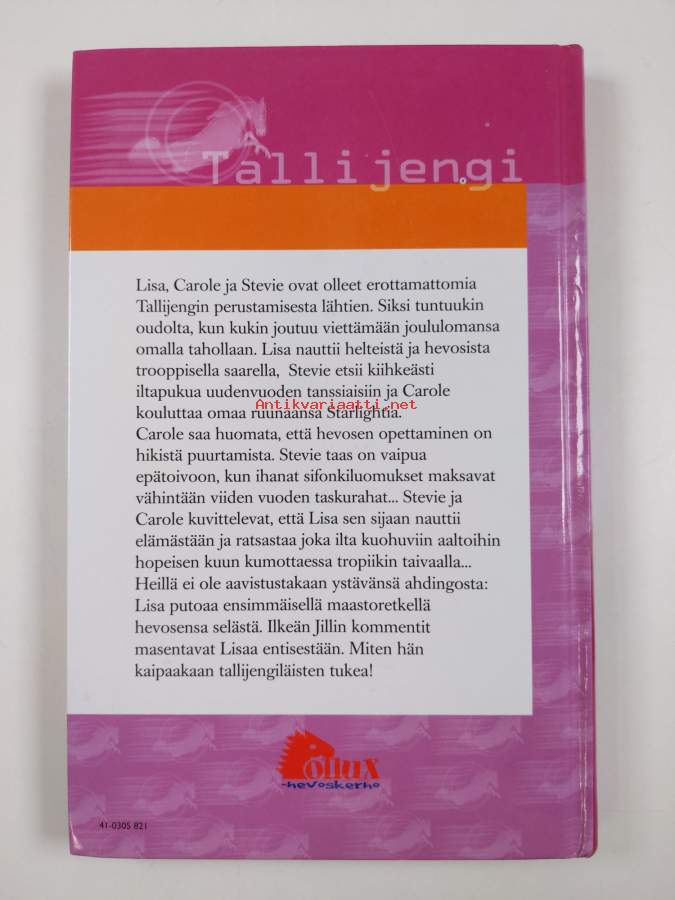 Tallijengi
Lisa, Carole ja Stevie ovat olleet erottamattomia
Tallijengin perustamisesta lähtien. Siksi tuntuukin
oudolta, kun kukin joutuu viettämään joululomansa
omalla tahollaan. Lisa nauttii helteistä ja hevosista
trooppisella saarella, Stevie etsii kiihkeästi
iltapukua uudenvuoden tanssiaisiin ja Carole
kouluttaa omaa ruunaansa Starlightia.
Antikvariaatti.net
Carole saa huomata, että hevosen opettaminen on
hikistä puurtamista. Stevie taas on vaipua
epätoivoon, kun ihanat sifonkiluomukset maksavat
vähintään viiden vuoden taskurahat... Stevie ja
Carole kuvittelevat, että Lisa sen sijaan nauttii
elämästään ja ratsastaa joka ilta kuohuviin aaltoihin
hopeisen kuun kumottaessa tropiikin taivaalla...
Heillä ei ole aavistustakaan ystävänsä ahdingosta:
Lisa putoaa ensimmäisellä maastoretkellä
hevosensa selästä. Ilkeän Jillin kommentit
masentavat Lisaa entisestään. Miten hän
kaipaakaan tallijengiläisten tukea!
Pollux
-hevoskerho
41-0305 821